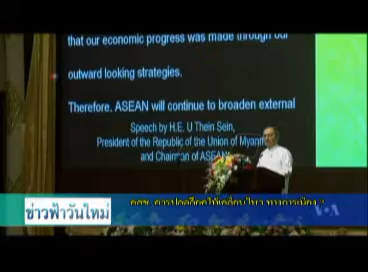 that our economic progress was made through our
outward looking strategies.
Therefore, ASEAN will continue to broaden external
Speech by H.E. U Thein Sein,
President of the Republic of the Union of Myanmar
and Chairman of ASEAN
ข่าวฟ้าวันใหม่
VOA